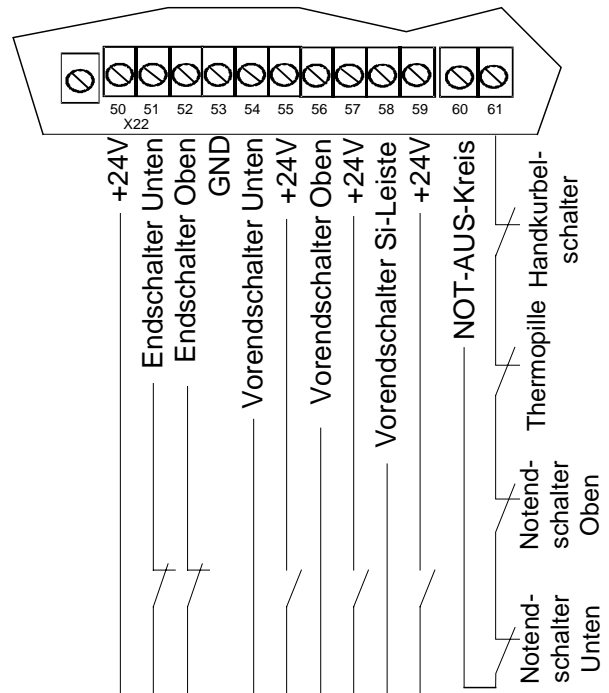 50 51 52 53 54 55 56 57 58 59 60 61
X22
+24V
Endschalter Unten
Endschalter Oben
GND
Vorendschalter Unten
+24V
Vorendschalter Oben
+24V
Vorendschalter Si-Leiste
+24V
NOT-AUS-Kreis
Handkurbel-
schalter
Thermopille
Notend-
schalter
Oben
Notend-
schalter
Unten